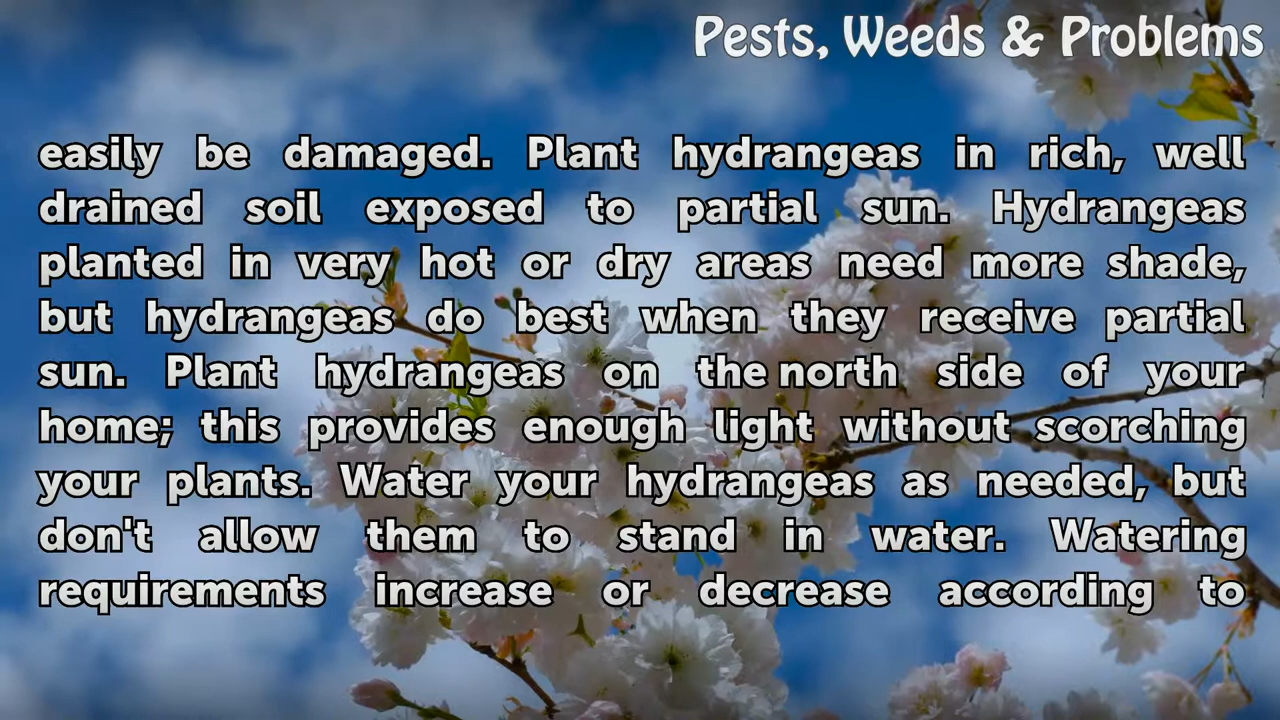 Pests, Weeds & Problems
easily be damaged. Plant hydrangeas in rich, well
drained soil exposed to partial sun. Hydrangeas
planted in very hot or dry areas need more shade,
but hydrangeas do best when they receive partial
sun. Plant hydrangeas on the north side of your
home; this provides enough light without scorching
your plants. Water your hydrangeas as needed, but
don't allow them to stand in water. Watering
requirements increase or decrease according to